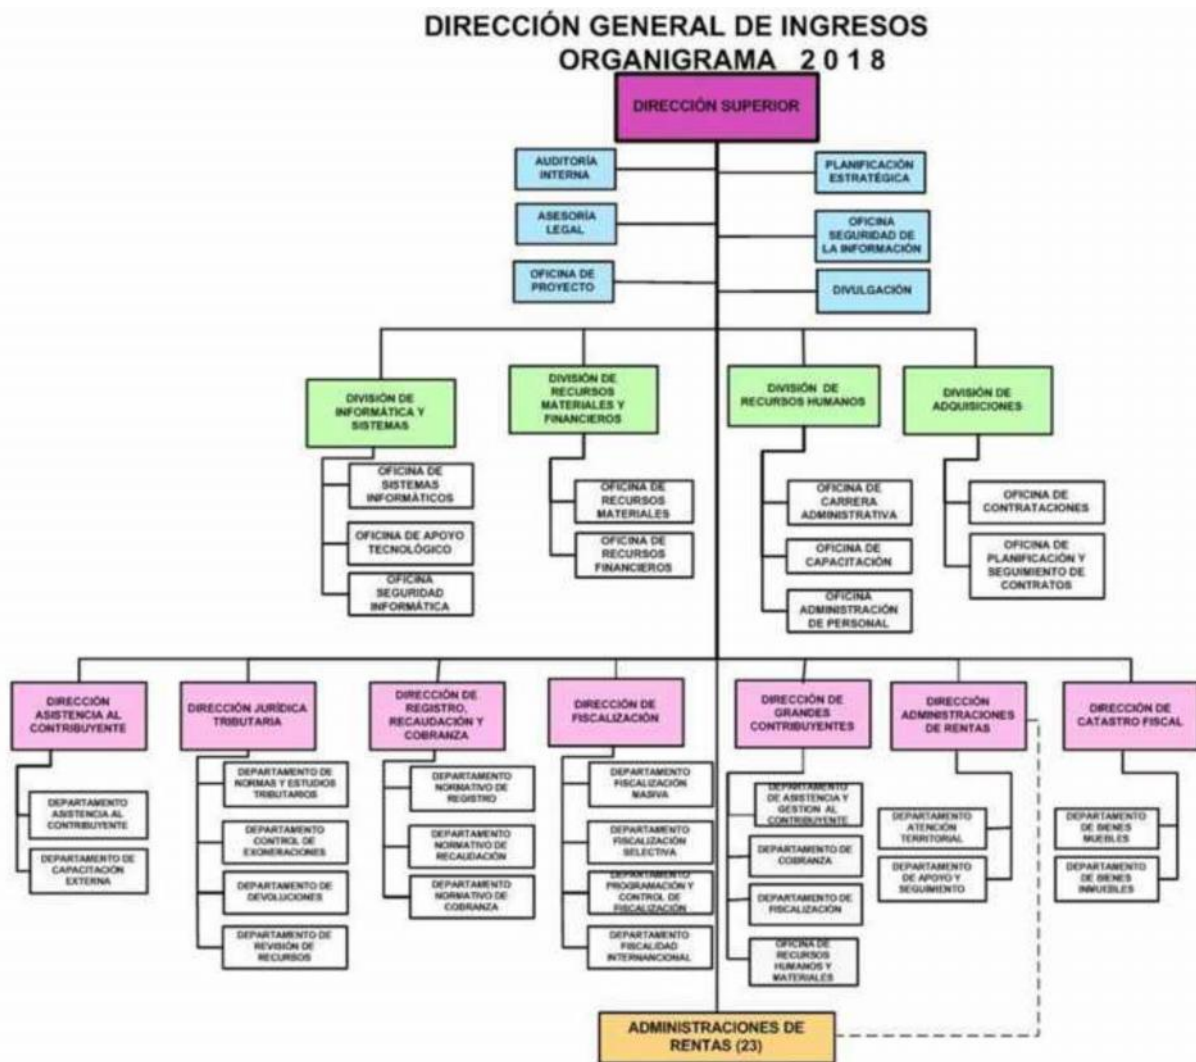 DIRECCIÓN GENERAL DE INGRESOS
ORGANIGRAMA 2 0 1 8
DIRECCIÓN SUPERIOR
AUDITORÍA
INTERNA
PLANIFICACIÓN
ESTRATÉGICA
ASESORÍA
LEGAL
OFICINA
SEGURIDAD DE
LA INFORMACIÓN
OFICINA DE
PROYECTO
DIVULGACIÓN
DIVISIÓN DE
INFORMÁTICA Y
SISTEMAS
DIVISIÓN DE
RECURSOS
MATERIALES Y
FINANCIEROS
DIVISIÓN DE
RECURSOS HUMANOS
DIVISIÓN DE
ADQUISICIONES
OFICINA DE
SISTEMAS
INFORMÁTICOS
OFICINA DE APOYO
TECNOLÓGICO
OFICINA
SEGURIDAD
INFORMÁTICA
OFICINA DE
RECURSOS
MATERIALES
OFICINA DE
RECURSOS
FINANCIEROS
OFICINA DE
CARRERA
ADMINISTRATIVA
OFICINA DE
CAPACITACIÓN
OFICINA
ADMINISTRACIÓN
DE PERSONAL
OFICINA DE
CONTRATACIONES
OFICINA DE
PLANIFICACIÓN Y
SEGUIMIENTO DE
CONTRATOS
DIRECCIÓN
ASISTENCIA AL
CONTRIBUYENTE
DIRECCIÓN JURÍDICA
TRIBUTARIA
DIRECCIÓN DE
REGISTRO,
RECAUDACIÓN Y
COBRANZA
DIRECCIÓN DE
FISCALIZACIÓN
DIRECCIÓN DE
GRANDES
CONTRIBUYENTES
DIRECCIÓN
ADMINISTRACIONES
DE RENTAS
DIRECCIÓN DE
CATASTRO FISCAL
DEPARTAMENTO
ASISTENCIA AL
CONTRIBUYENTE
DEPARTAMENTO DE
CAPACITACIÓN
EXTERNA
DEPARTAMENTO DE
NORMAS Y ESTUDIOS
TRIBUTARIOS
DEPARTAMENTO
CONTROL DE
EXONERACIONES
DEPARTAMENTO DE
DEVOLUCIONES
DEPARTAMENTO DE
REVISIÓN DE
RECURSOS
DEPARTAMENTO
NORMATIVO DE
REGISTRO
DEPARTAMENTO
NORMATIVO DE
RECAUDACIÓN
DEPARTAMENTO
NORMATIVO DE
COBRANZA
DEPARTAMENTO
FISCALIZACIÓN
MASIVA
DEPARTAMENTO
FISCALIZACIÓN
SELECTIVA
DEPARTAMENTO
PROGRAMACIÓN Y
CONTROL DE
FISCALIZACIÓN
DEPARTAMENTO
FISCALIDAD
INTERNANCIONAL
DEPARTAMENTO
DE ASISTENCIA Y
GESTION AL
CONTRIBUYENTE
DEPARTAMENTO DE
COBRANZA
DEPARTAMENTO DE
FISCALIZACIÓN
OFICINA DE
RECURSOS
HUMANOS Y
MATERIALES
DEPARTAMENTO
ATENCIÓN
TERRITORIAL
DEPARTAMENTO
DE APOYO Y
SEGUIMIENTO
DEPARTAMENTO
DE BIENES
MUEBLES
DEPARTAMENTO
DE BIENES
INMUEBLES
ADMINISTRACIONES DE
RENTAS (23)